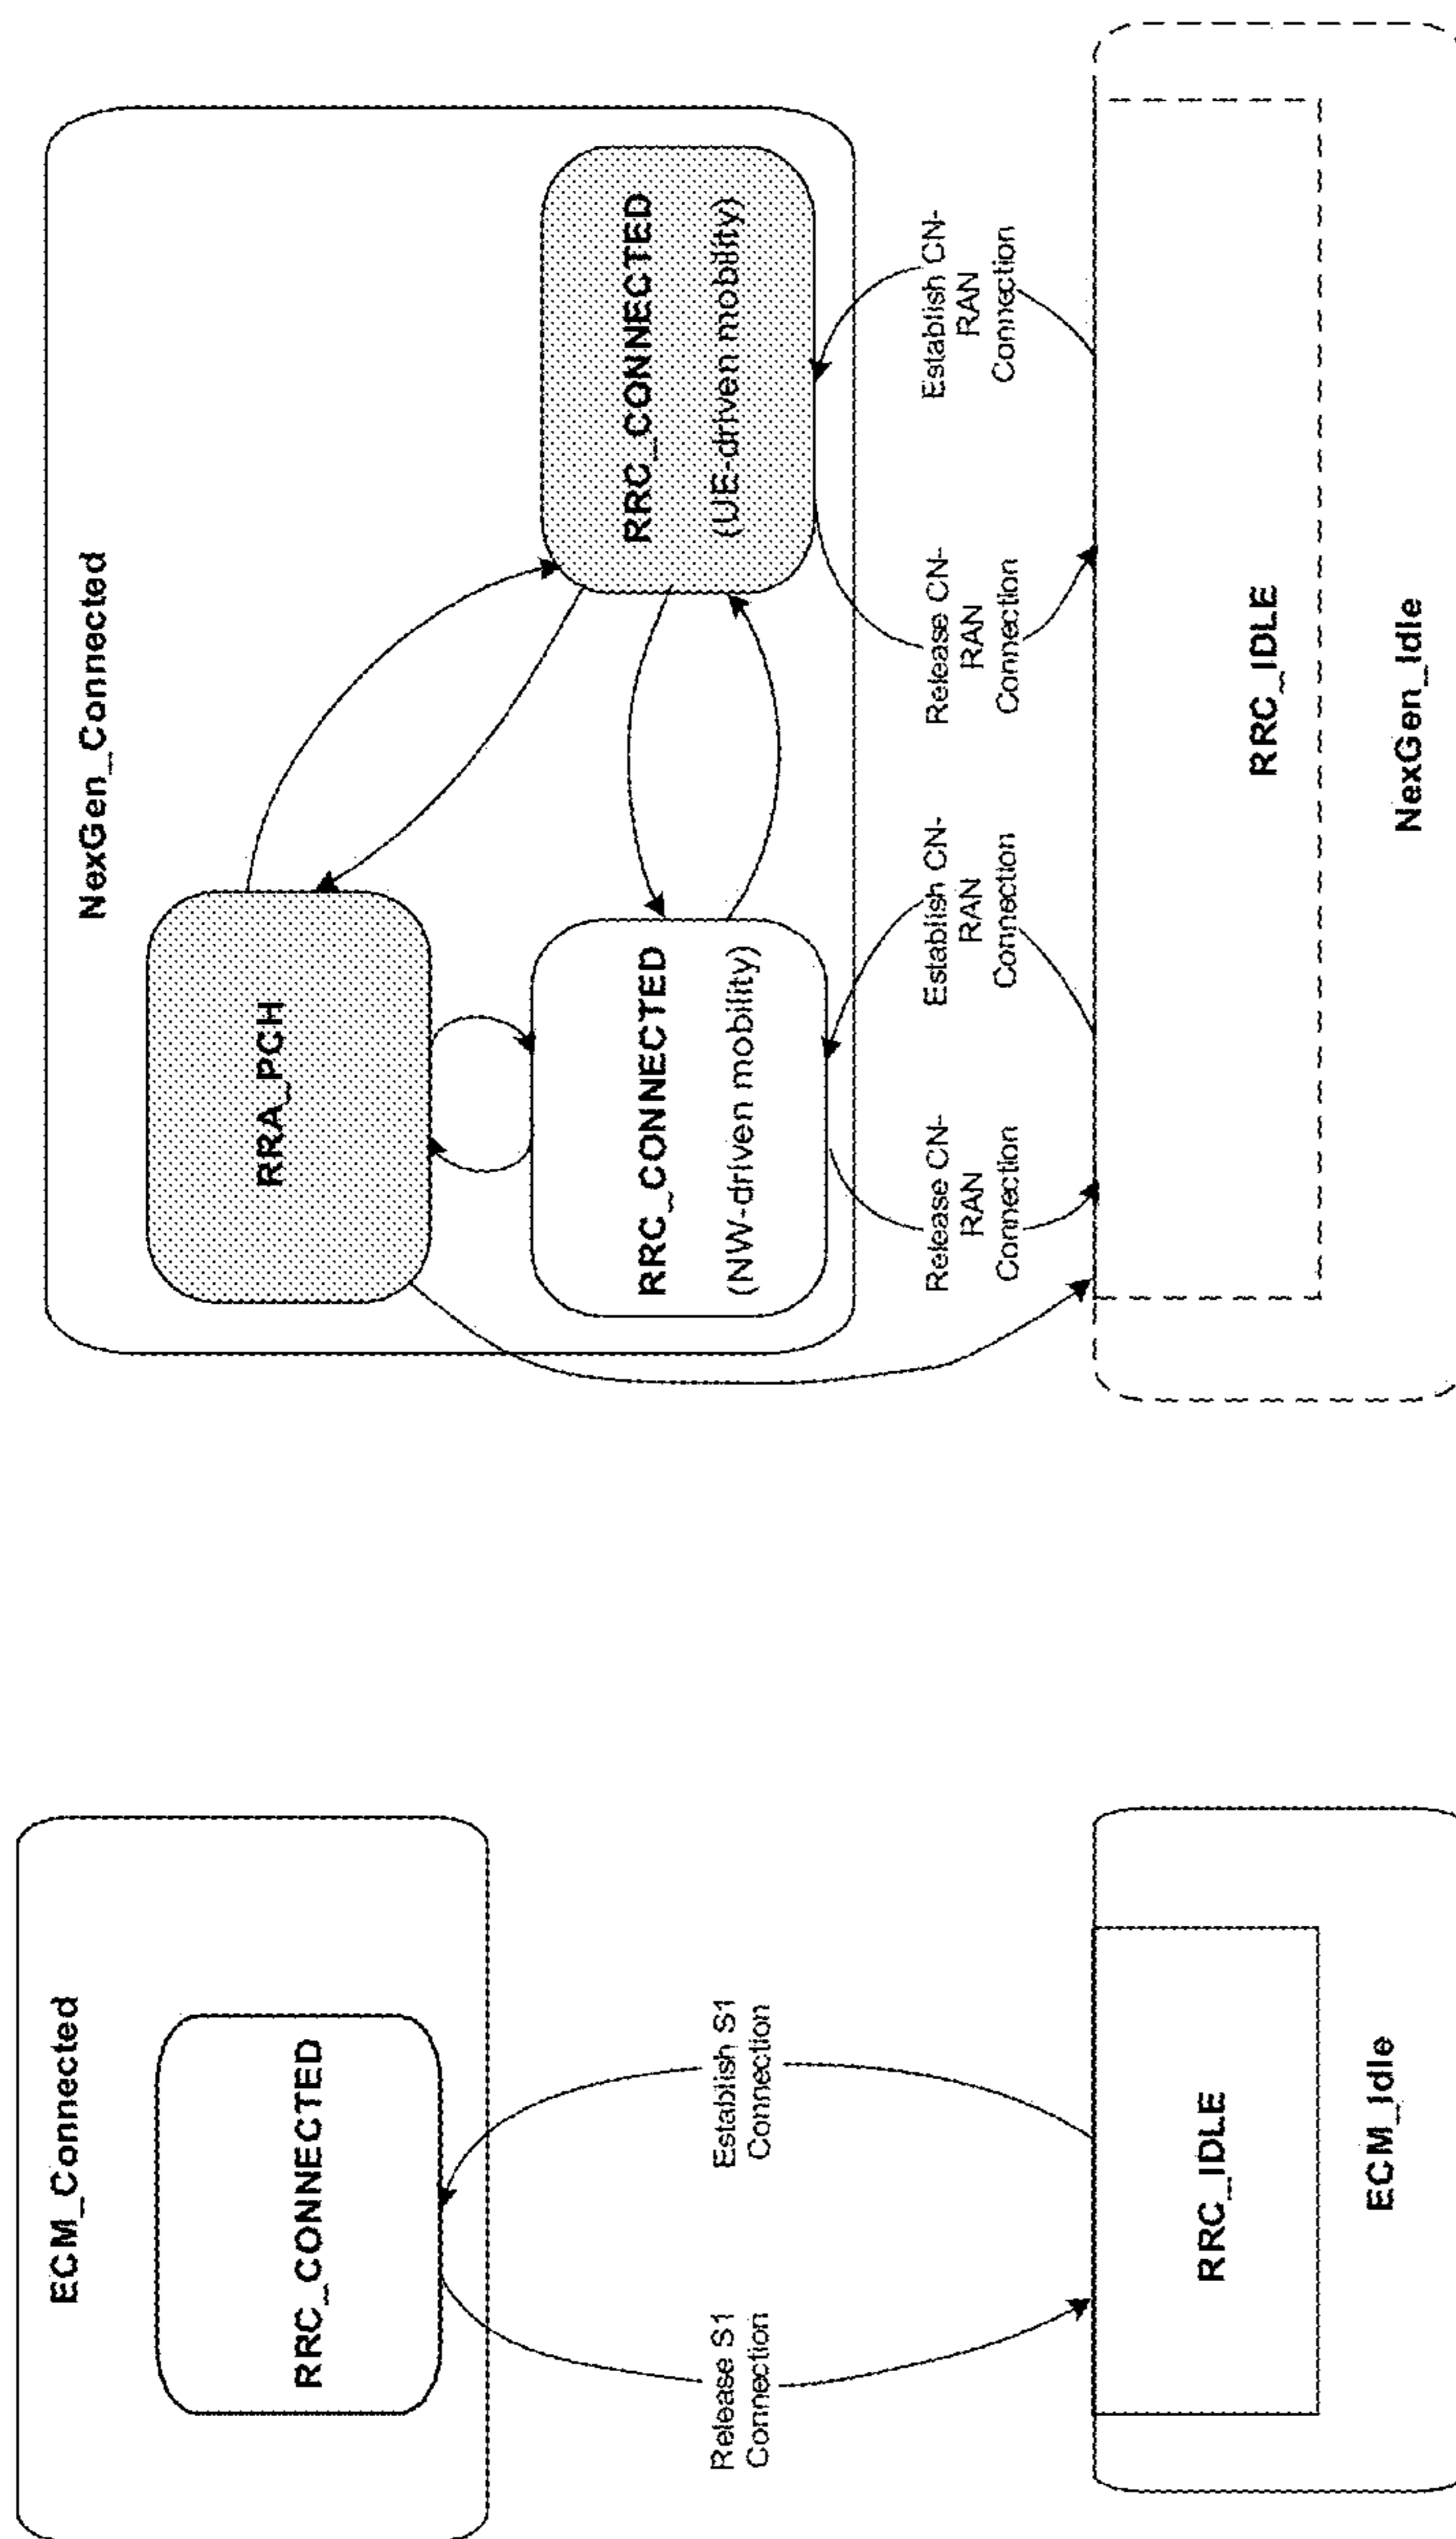 ECM_Connected
RRC_CONNECTED
Release S1
Connection
Establish S1
Connection
RRC_IDLE
ECM_Idle
NexGen_Connected
RRA_PCH
RRC_CONNECTED
(NW-driven mobility)
RRC_CONNECTED
(UE-driven mobility)
Release CN-
RAN
Connection
Establish CN-
RAN
Connection
Release CN-
RAN
Connection
Establish CN-
RAN
Connection
RRC_IDLE
NexGen_Idle